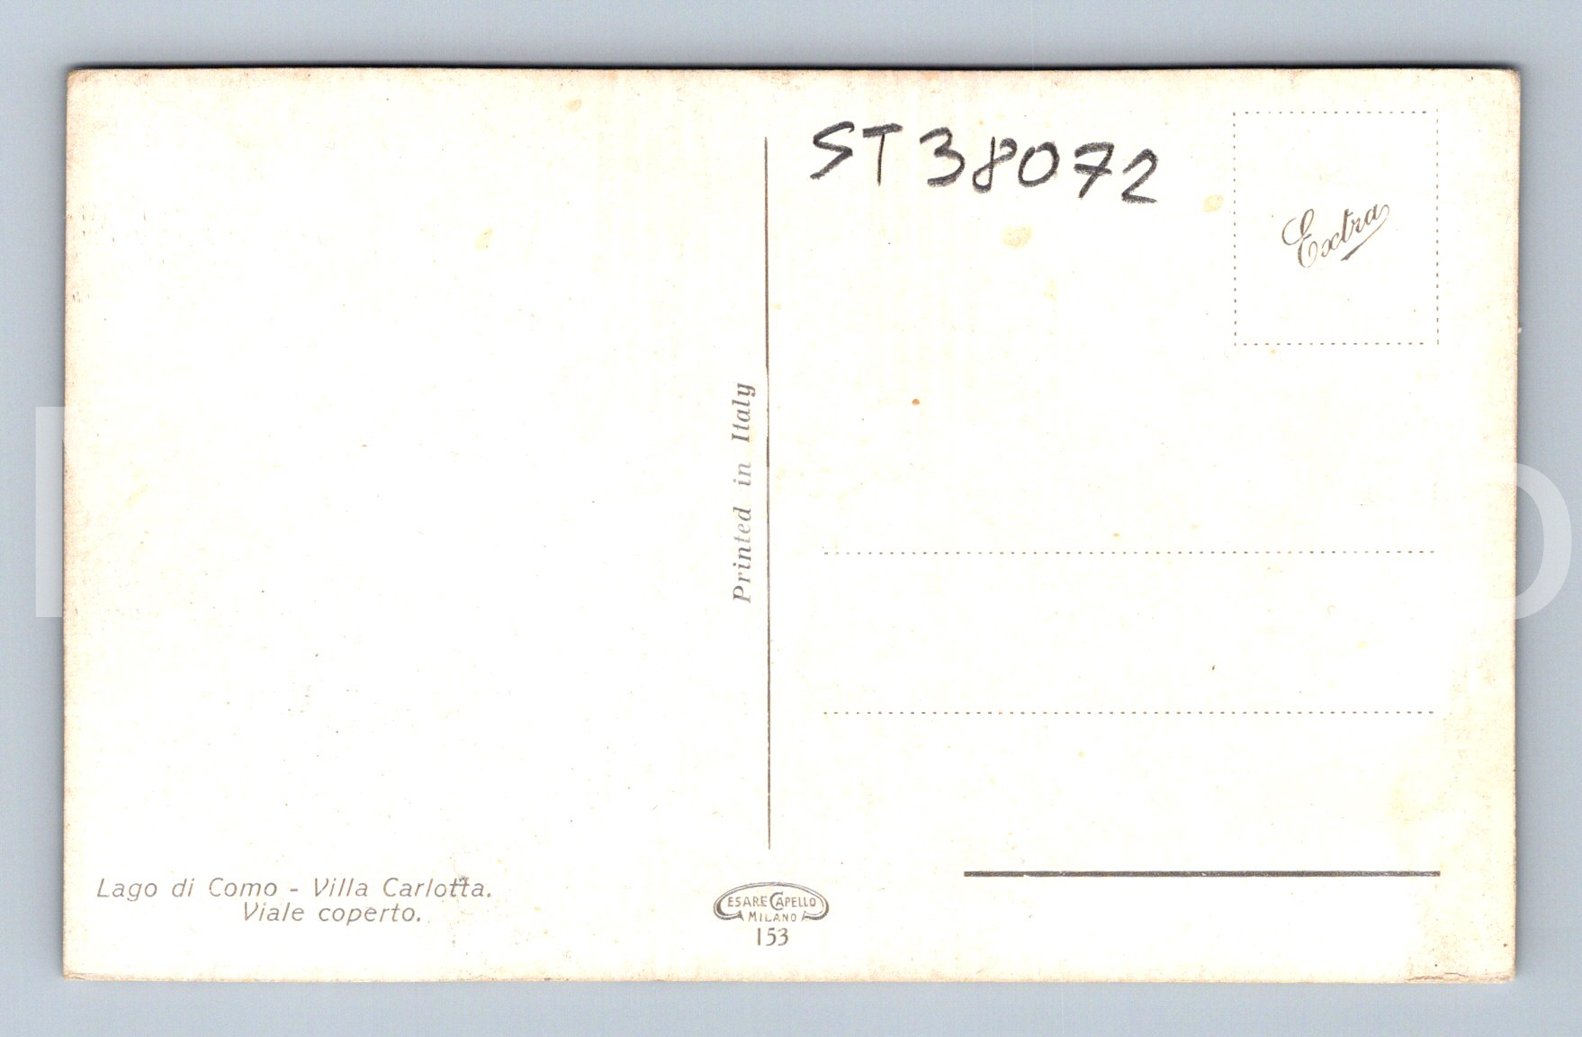 ST38072
Extra
Printed in Italy
Lago di Como - Villa Carlotta.
Viale coperto.
CESARE CAPELLO
MILANO
153